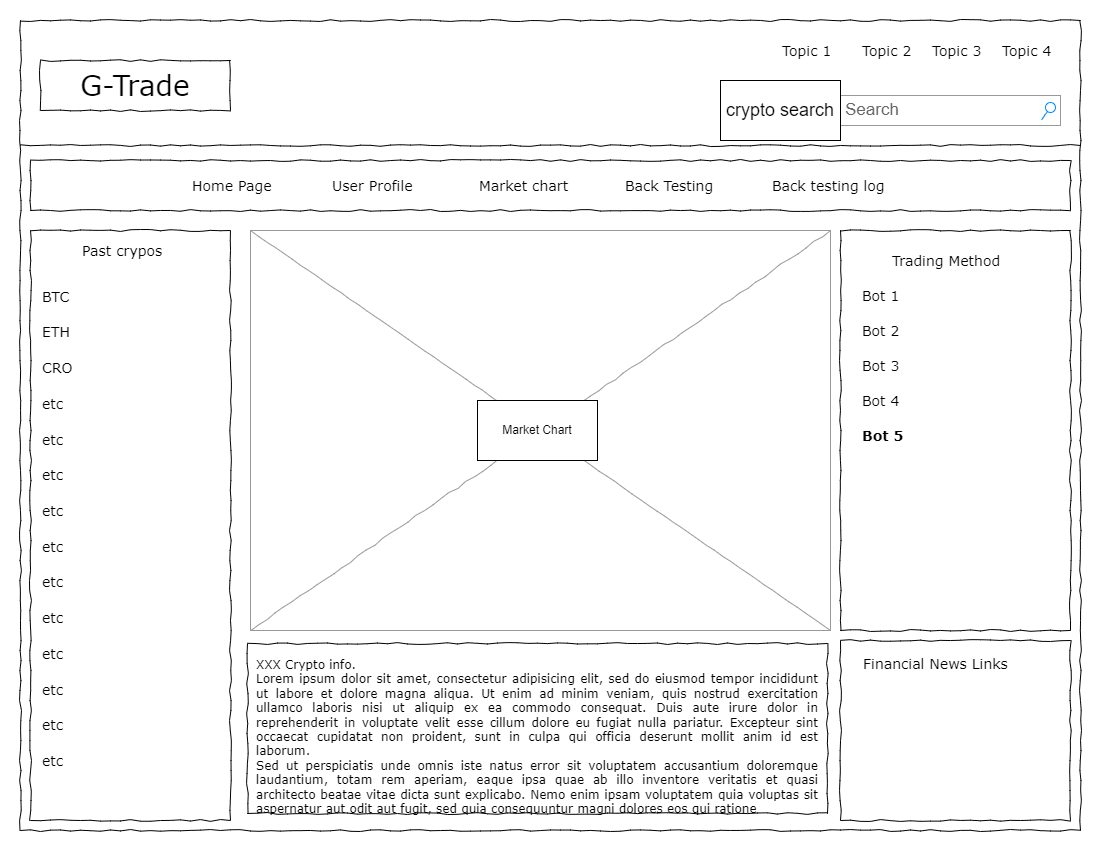 Topic 1 Topic 2 Topic 3 Topic 4
G-Trade
crypto search Search
Home Page User Profile Market chart Back Testing Back testing log
Past crypos
BTC
ETH
CRO
etc
etc
etc
etc
etc
etc
etc
etc
etc
etc
etc
Market Chart
XXX Crypto info.
Lorem ipsum dolor sit amet, consectetur adipisicing elit, sed do eiusmod tempor incididunt
ut labore et dolore magna aliqua. Ut enim ad minim veniam, quis nostrud exercitation
ullamco laboris nisi ut aliquip ex ea commodo consequat. Duis aute irure dolor in
reprehenderit in voluptate velit esse cillum dolore eu fugiat nulla pariatur. Excepteur sint
occaecat cupidatat non proident, sunt in culpa qui officia deserunt mollit anim id est
laborum.
Sed ut perspiciatis unde omnis iste natus error sit voluptatem accusantium doloremque
laudantium, totam rem aperiam, eaque ipsa quae ab illo inventore veritatis et quasi
architecto beatae vitae dicta sunt explicabo. Nemo enim ipsam voluptatem quia voluptas sit
aspernatur aut odit aut fugit, sed quia consequuntur magni dolores eos qui ratione
Trading Method
Bot 1
Bot 2
Bot 3
Bot 4
Bot 5
Financial News Links